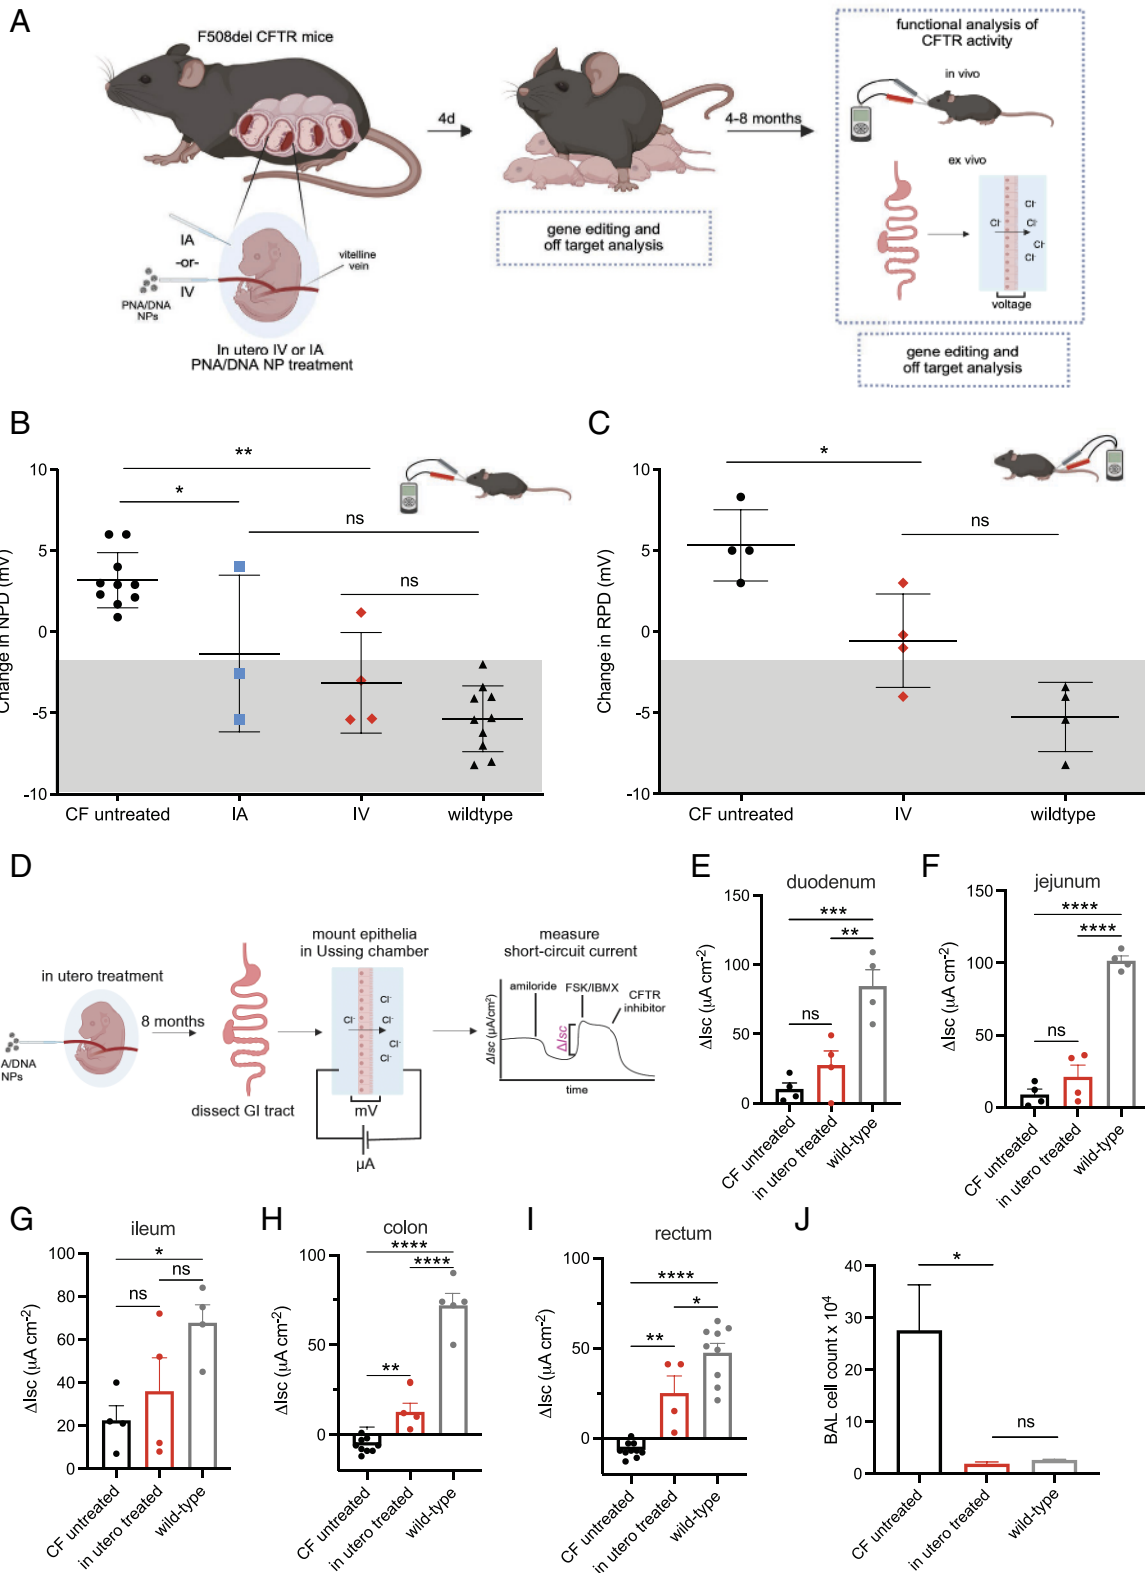 A
F508del CFTR mice
4d
4-8 months
functional analysis of
CFTR activity
in vivo
ex vivo
Cl-
Cl-
Cl-
Cl-
Cl-
voltage
IA
-or-
IV
PNA/DNA
NPs
vitelline
vein
In utero IV or IA
PNA/DNA NP treatment
gene editing and
off target analysis
gene editing and
off target analysis
B
Change in NPD (mV)
10
5
0
-5
-10
**
*
ns
ns
CF untreated
IA
IV
wildtype
C
Change in RPD (mV)
10
5
0
-5
-10
*
ns
CF untreated
IV
wildtype
D
in utero treatment
A/DNA
NPs
8 months
dissect GI tract
mount epithelia
in Ussing chamber
Cl-
Cl-
Cl-
Cl-
Cl-
mV
µA
measure
short-circuit current
ΔIsc (µA/cm²)
amiloride
FSK/IBMX
CFTR
inhibitor
ΔIsc
time
E
duodenum
ΔIsc (µA cm-2)
150
100
50
0
***
**
ns
CF untreated
in utero treated
wild-type
F
jejunum
ΔIsc (µA cm-2)
150
100
50
0
****
****
ns
CF untreated
in utero treated
wild-type
G
ileum
ΔIsc (µA cm-2)
100
80
60
40
20
0
*
ns
ns
CF untreated
in utero treated
wild-type
H
colon
ΔIsc (µA cm-2)
100
50
0
****
****
**
CF untreated
in utero treated
wild-type
I
rectum
ΔIsc (µA cm-2)
100
50
0
****
*
**
CF untreated
in utero treated
wild-type
J
BAL cell count x 10⁴
40
30
20
10
0
*
ns
CF untreated
in utero treated
wild-type